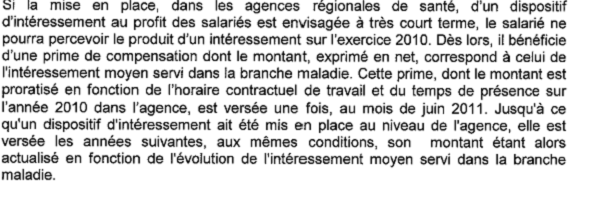 Si la mise en place, dans les agences régionales de santé, d'un dispositif
d'intéressement au profit des salariés est envisagée à très court terme, le salarié ne
pourra percevoir le produit d'un intéressement sur l'exercice 2010. Dès lors, il bénéficie
d'une prime de compensation dont le montant, exprimé en net, correspond à celui de
l'intéressement moyen servi dans la branche maladie. Cette prime, dont le montant est
proratisé en fonction de l'horaire contractuel de travail et du temps de présence sur
l'année 2010 dans l'agence, est versée une fois, au mois de juin 2011. Jusqu'à ce
qu'un dispositif d'intéressement ait été mis en place au niveau de l'agence, elle est
versée les années suivantes, aux mêmes conditions, son montant étant alors
actualisé en fonction de l'évolution de l'intéressement moyen servi dans la branche
maladie.